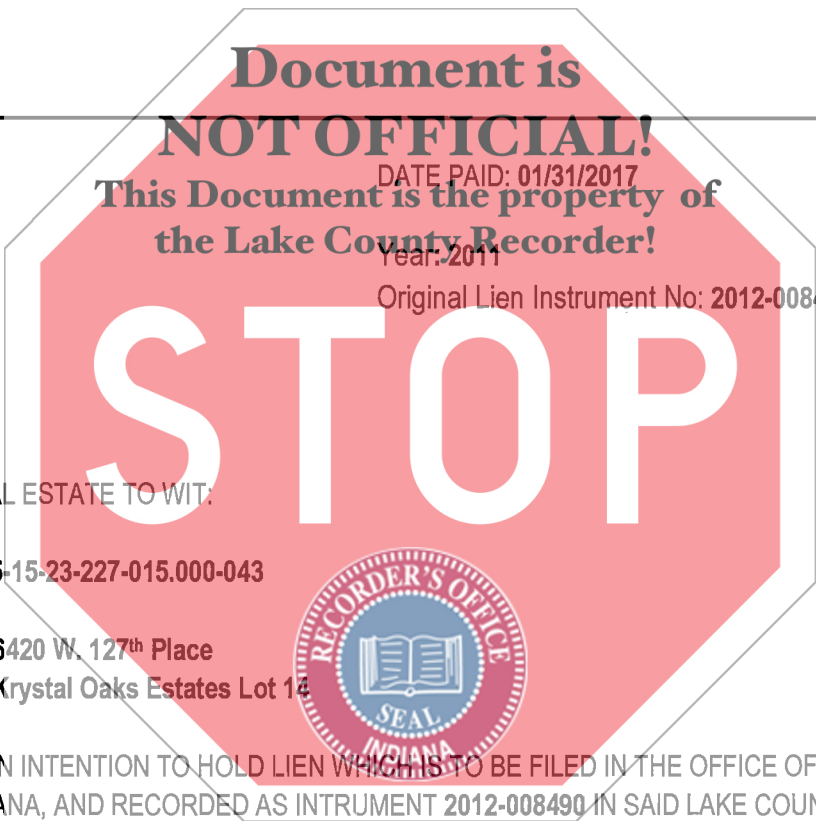 Document is
NOT OFFICIAL!
DATE PAID: 01/31/2017
This Document is the property of
the Lake County Recorder!
Year: 2011
Original Lien Instrument No: 2012-008
STOP
L ESTATE TO WIT:
-15-23-227-015.000-043
6420 W. 127th Place
Krystal Oaks Estates Lot 14
RECORDER'S OFFICE
SEAL
INDIANA
N INTENTION TO HOLD LIEN WHICH IS TO BE FILED IN THE OFFICE OF
ANA, AND RECORDED AS INTRUMENT 2012-008490 IN SAID LAKE COUN